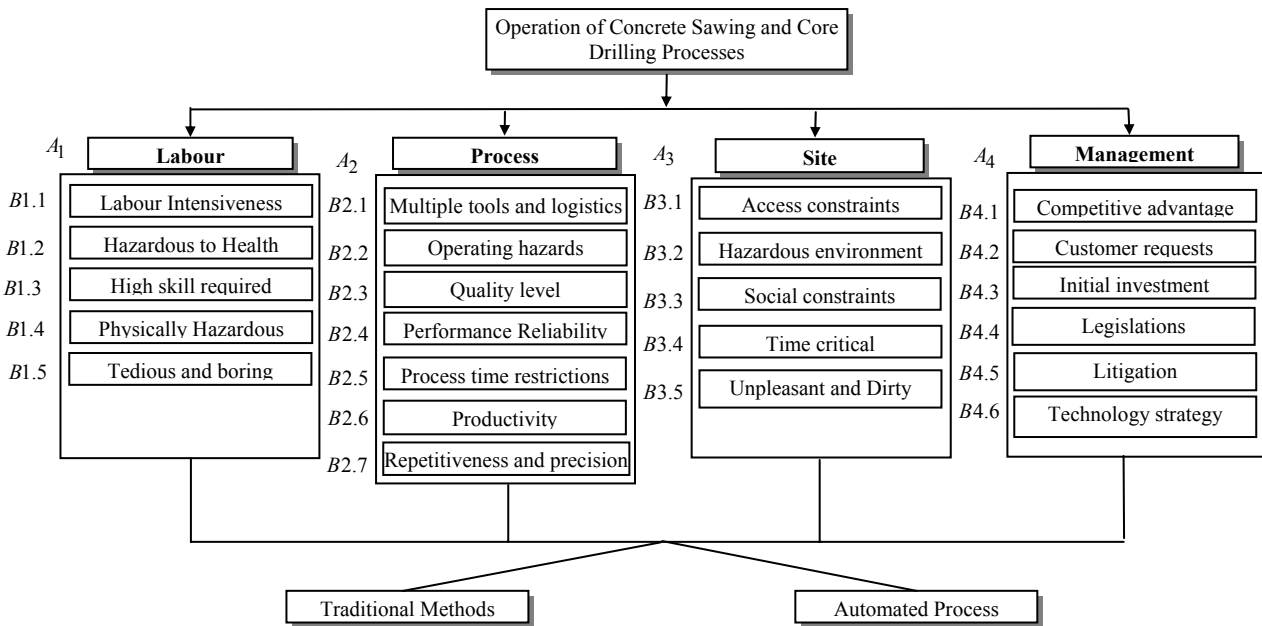 Operation of Concrete Sawing and Core
Drilling Processes
A1
Labour
B1.1
Labour Intensiveness
B1.2
Hazardous to Health
B1.3
High skill required
B1.4
Physically Hazardous
B1.5
Tedious and boring
A2
Process
B2.1
Multiple tools and logistics
B2.2
Operating hazards
B2.3
Quality level
B2.4
Performance Reliability
B2.5
Process time restrictions
B2.6
Productivity
B2.7
Repetitiveness and precision
A3
Site
B3.1
Access constraints
B3.2
Hazardous environment
B3.3
Social constraints
B3.4
Time critical
B3.5
Unpleasant and Dirty
A4
Management
B4.1
Competitive advantage
B4.2
Customer requests
B4.3
Initial investment
B4.4
Legislations
B4.5
Litigation
B4.6
Technology strategy
Traditional Methods
Automated Process